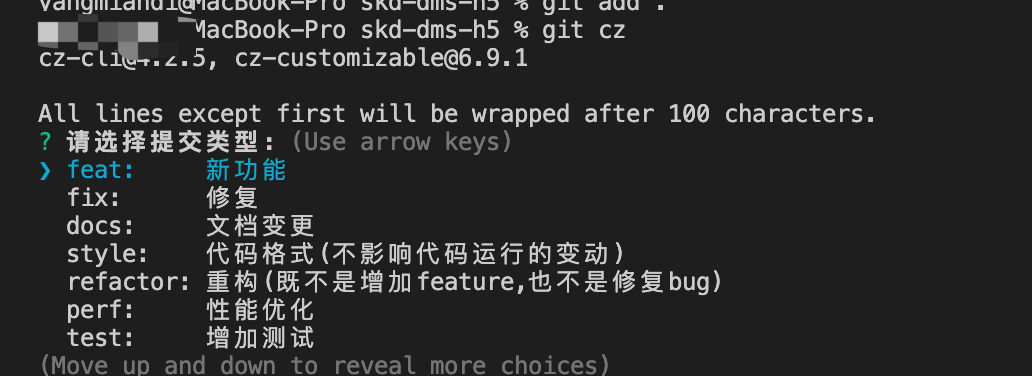 yangmiandi@MacBook-Pro skd-dms-h5 % git add .
MacBook-Pro skd-dms-h5 % git cz
cz-cli@4.2.5, cz-customizable@6.9.1
All lines except first will be wrapped after 100 characters.
? 请选择提交类型: (Use arrow keys)
❯ feat: 新功能
fix: 修复
docs: 文档变更
style: 代码格式(不影响代码运行的变动)
refactor: 重构(既不是增加feature,也不是修复bug)
perf: 性能优化
test: 增加测试
(Move up and down to reveal more choices)